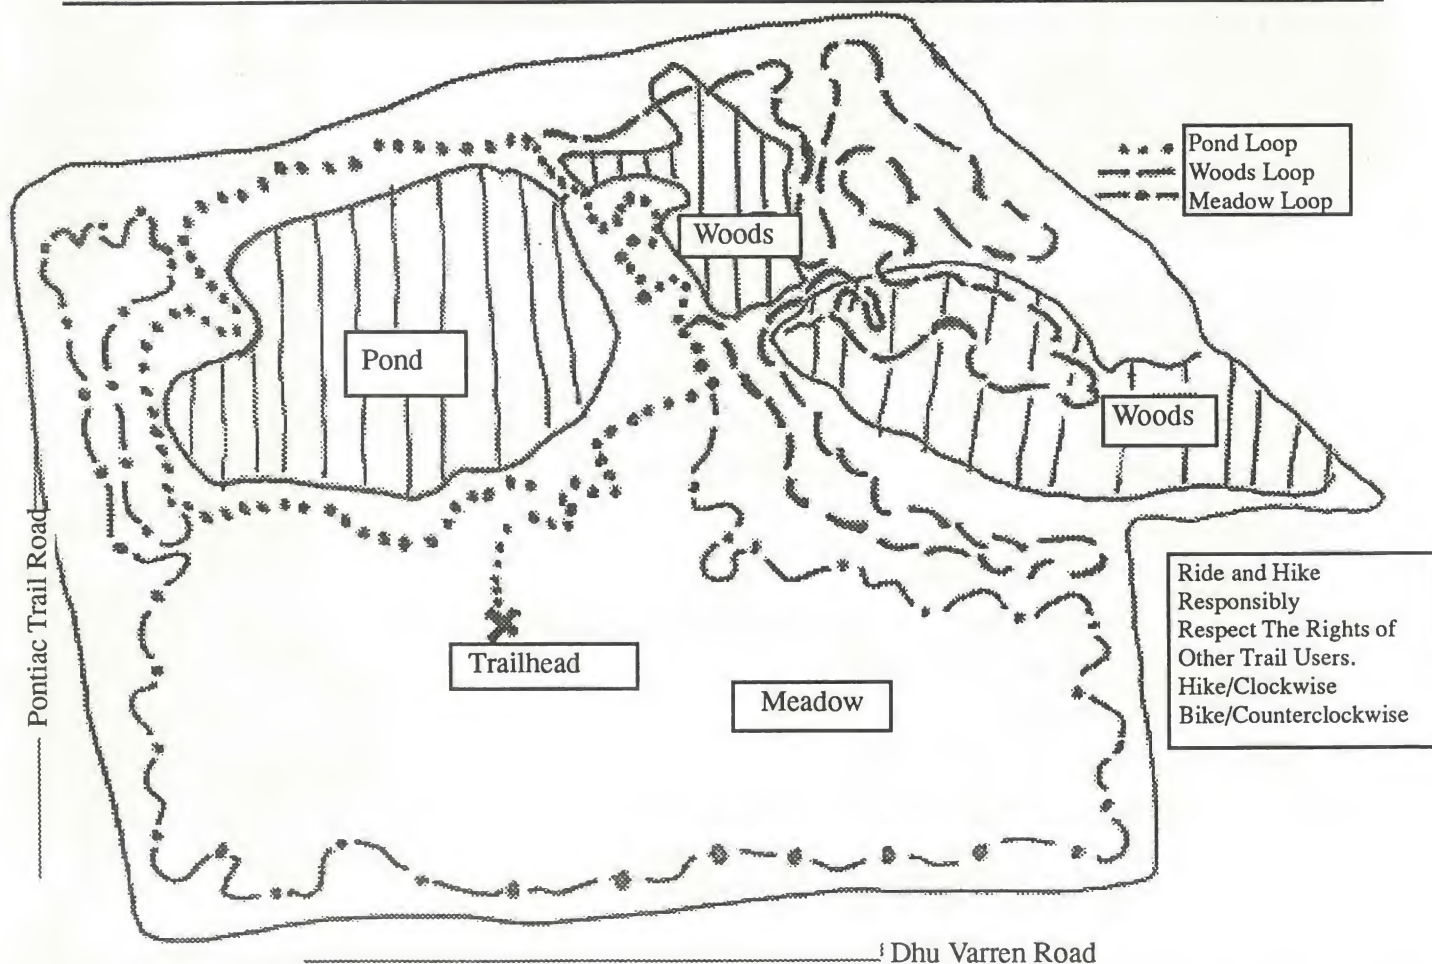 Pond Loop
Woods Loop
Meadow Loop
Woods
Pond
Woods
Pontiac Trail Road
Ride and Hike
Responsibly
Respect The Rights of
Other Trail Users.
Hike/Clockwise
Bike/Counterclockwise
Trailhead
Meadow
Dhu Varren Road